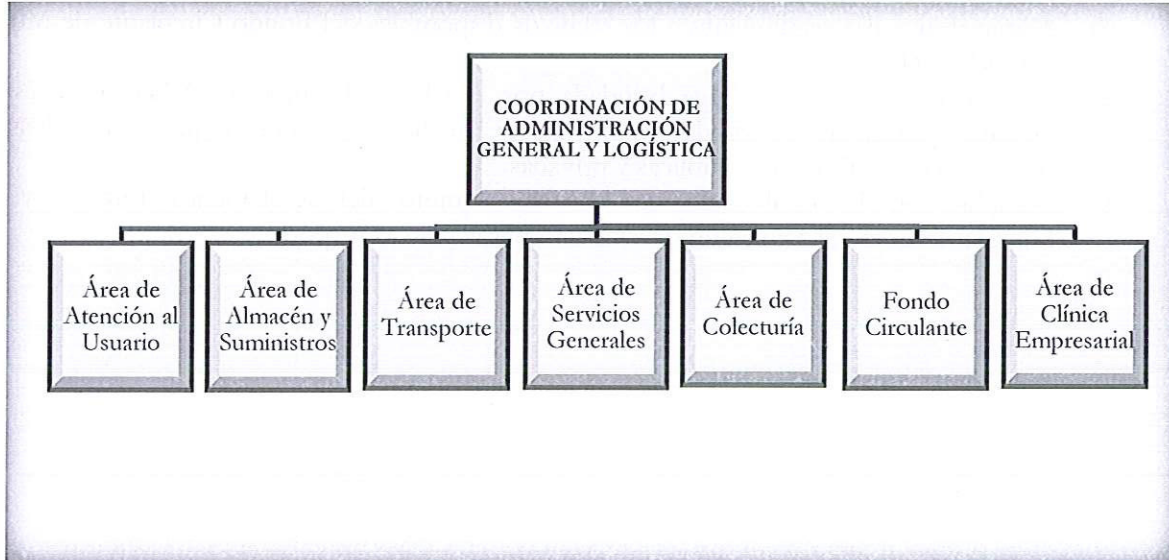 COORDINACIÓN DE
ADMINISTRACIÓN
GENERAL Y LOGÍSTICA
Área de
Atención al
Usuario
Área de
Almacén y
Suministros
Área de
Transporte
Área de
Servicios
Generales
Área de
Colecturía
Fondo
Circulante
Área de
Clínica
Empresarial